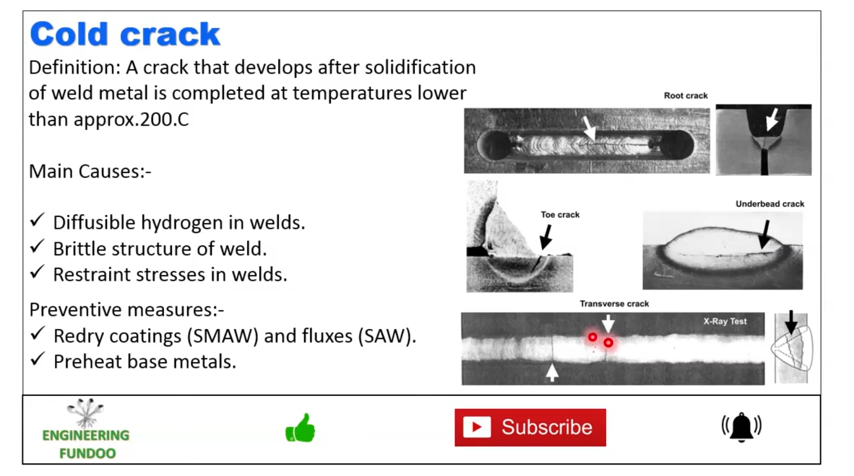 Cold crack
Definition: A crack that develops after solidification
of weld metal is completed at temperatures lower
than approx.200.C
Main Causes:-
✓ Diffusible hydrogen in welds.
✓ Brittle structure of weld.
✓ Restraint stresses in welds.
Preventive measures:-
✓ Redry coatings (SMAW) and fluxes (SAW).
✓ Preheat base metals.
Root crack
Toe crack
Underbead crack
Transverse crack
X-Ray Test
ENGINEERING
FUNDOO
Subscribe